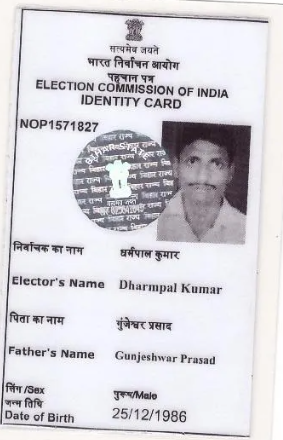 सत्यमेव जयते
भारत निर्वाचन आयोग
पहचान पत्र
ELECTION COMMISSION OF INDIA
IDENTITY CARD
NOP1571827
निर्वाचक का नाम धर्मपाल कुमार
Elector's Name Dharmpal Kumar
पिता का नाम गुंजेश्वर प्रसाद
Father's Name Gunjeshwar Prasad
लिंग /Sex पुरूष/Male
जन्म तिथि
Date of Birth 25/12/1986